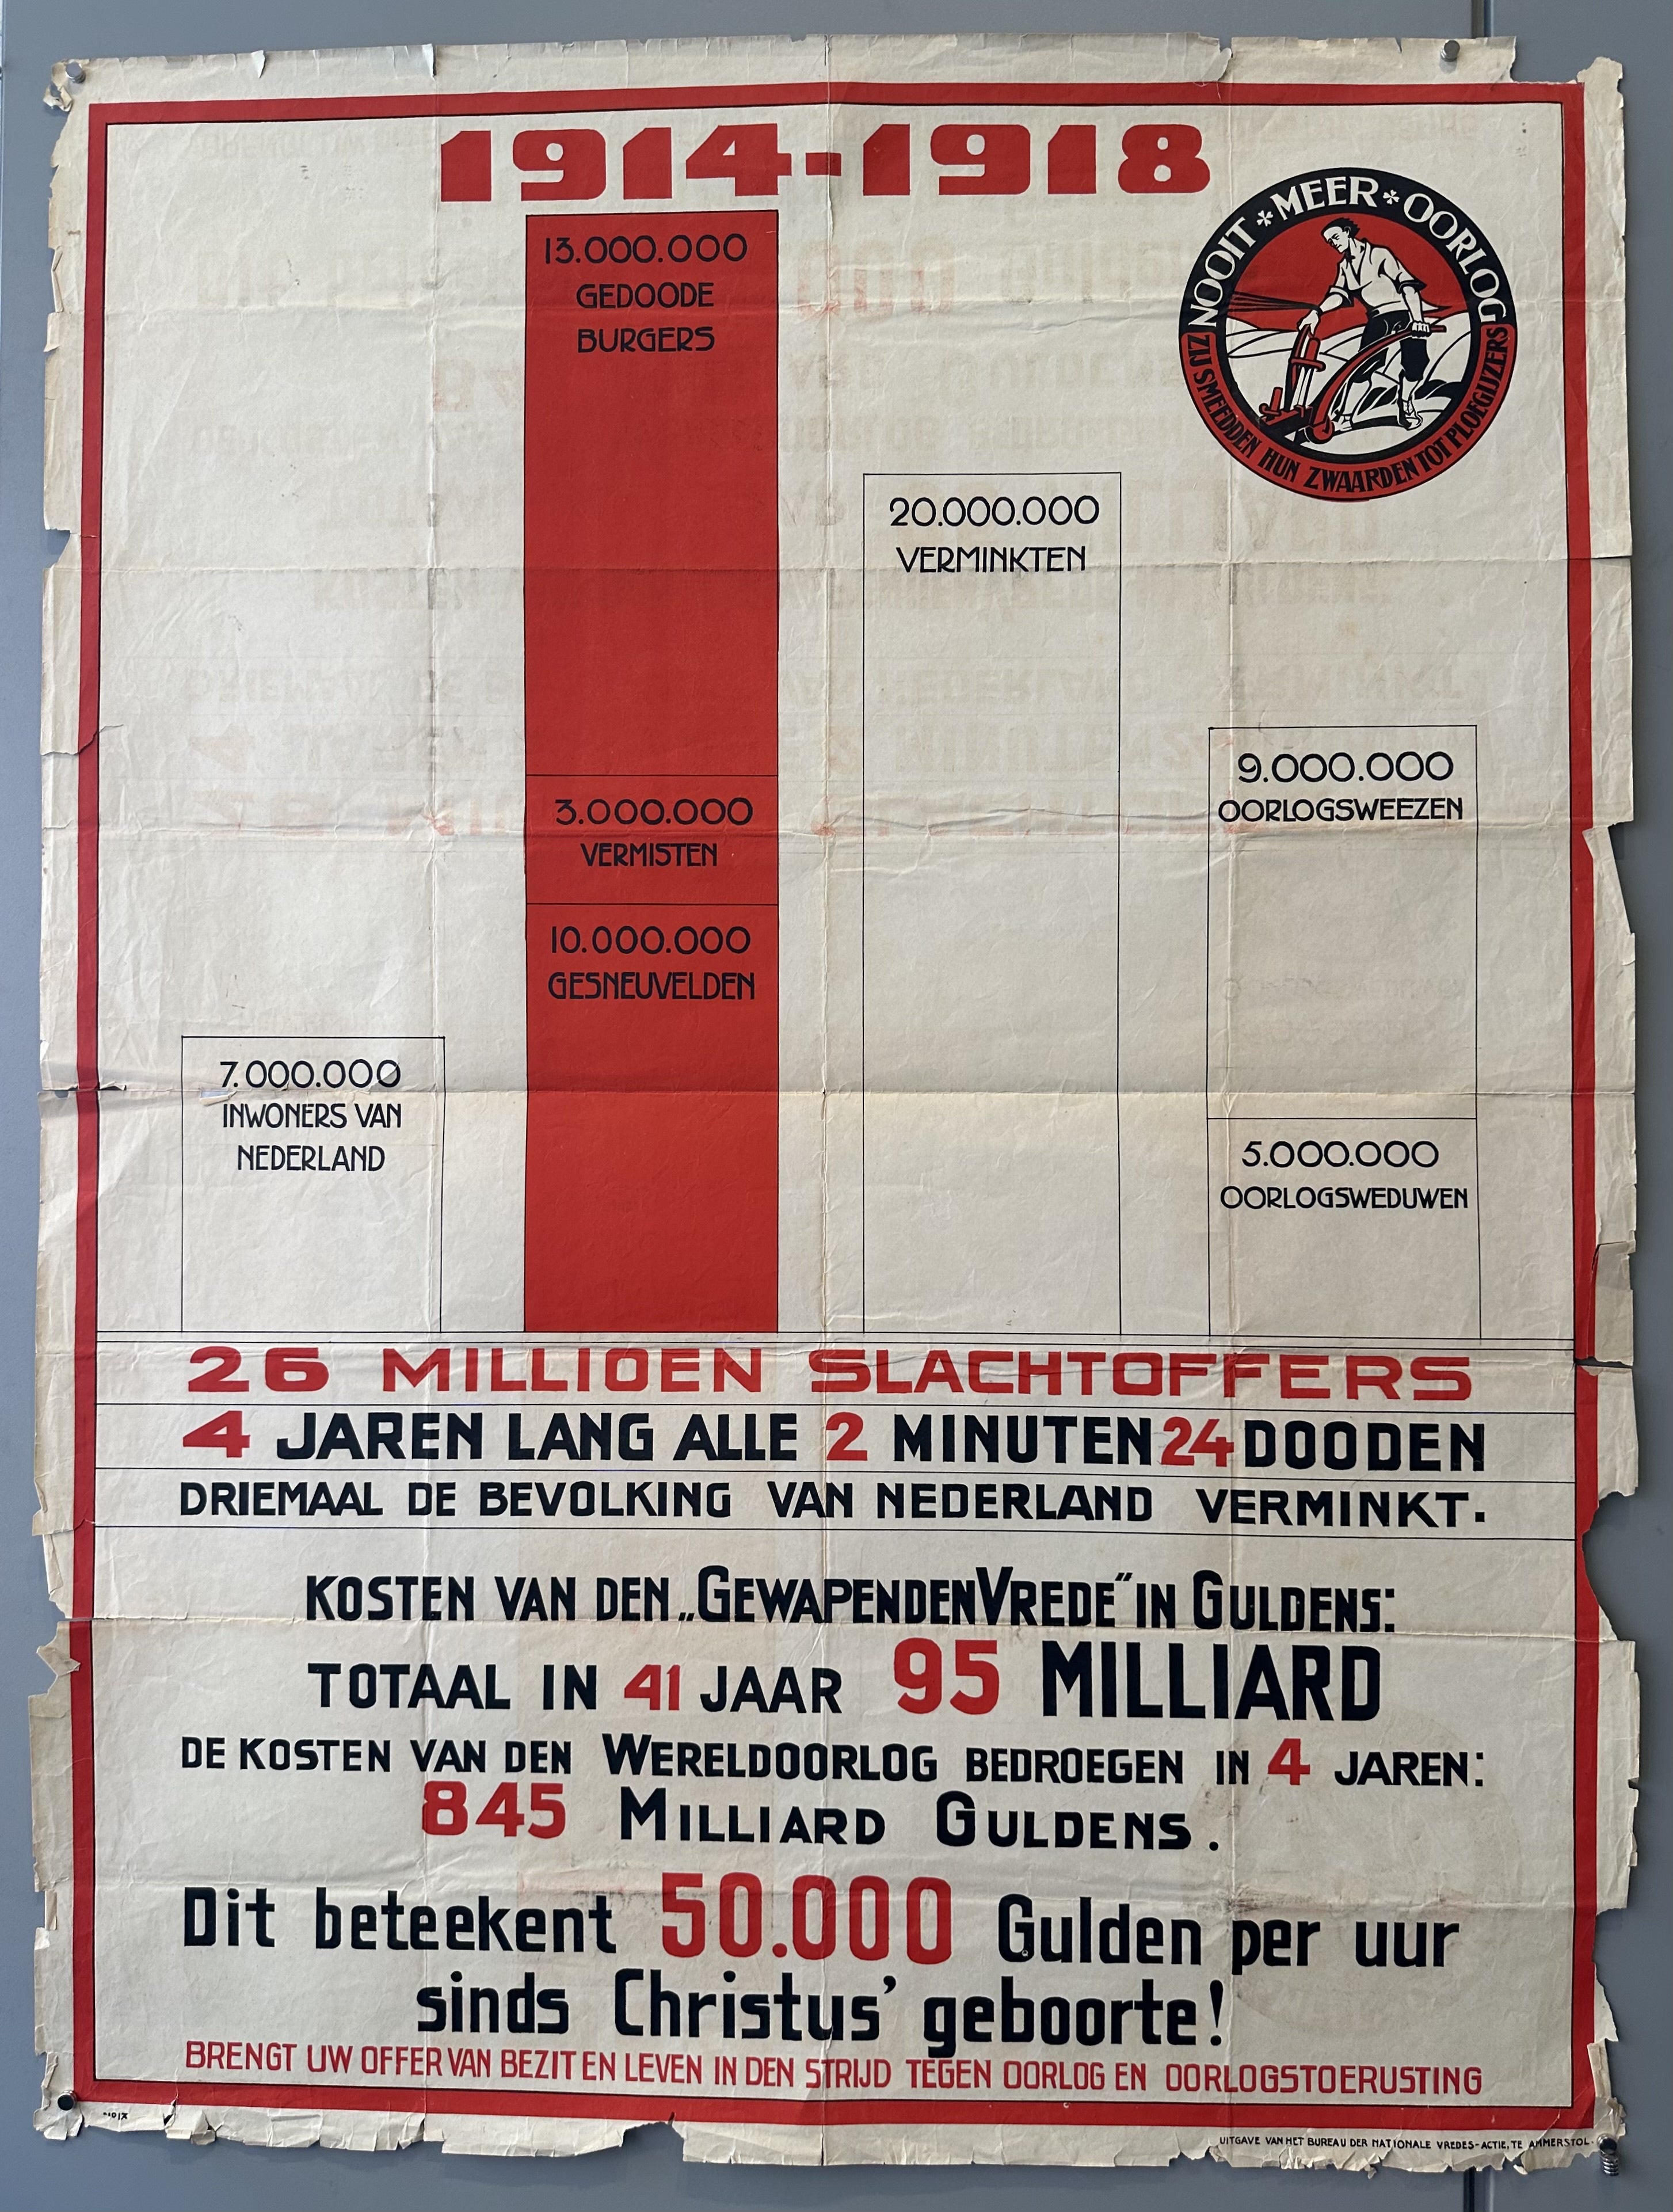 1914-1918
NOOIT * MEER * OORLOG
ZIJ SMEEDDEN HUN ZWAARDEN TOT PLOEGIJZERS
13.000.000
GEDOODE
BURGERS
3.000.000
VERMISTEN
10.000.000
GESNEUVELDEN
20.000.000
VERMINKTEN
9.000.000
OORLOGSWEEZEN
5.000.000
OORLOGSWEDUWEN
7.000.000
INWONERS VAN
NEDERLAND
26 MILLIOEN SLACHTOFFERS
4 JAREN LANG ALLE 2 MINUTEN 24 DOODEN
DRIEMAAL DE BEVOLKING VAN NEDERLAND VERMINKT.
KOSTEN VAN DEN „GEWAPENDEN VREDE" IN GULDENS:
TOTAAL IN 41 JAAR 95 MILLIARD
DE KOSTEN VAN DEN WERELDOORLOG BEDROEGEN IN 4 JAREN:
845 MILLIARD GULDENS.
Dit beteekent 50.000 Gulden per uur
sinds Christus' geboorte!
BRENGT UW OFFER VAN BEZIT EN LEVEN IN DEN STRIJD TEGEN OORLOG EN OORLOGSTOERUSTING
UITGAVE VAN HET BUREAU DER NATIONALE VREDES-ACTIE, TE AMMERSTOL.